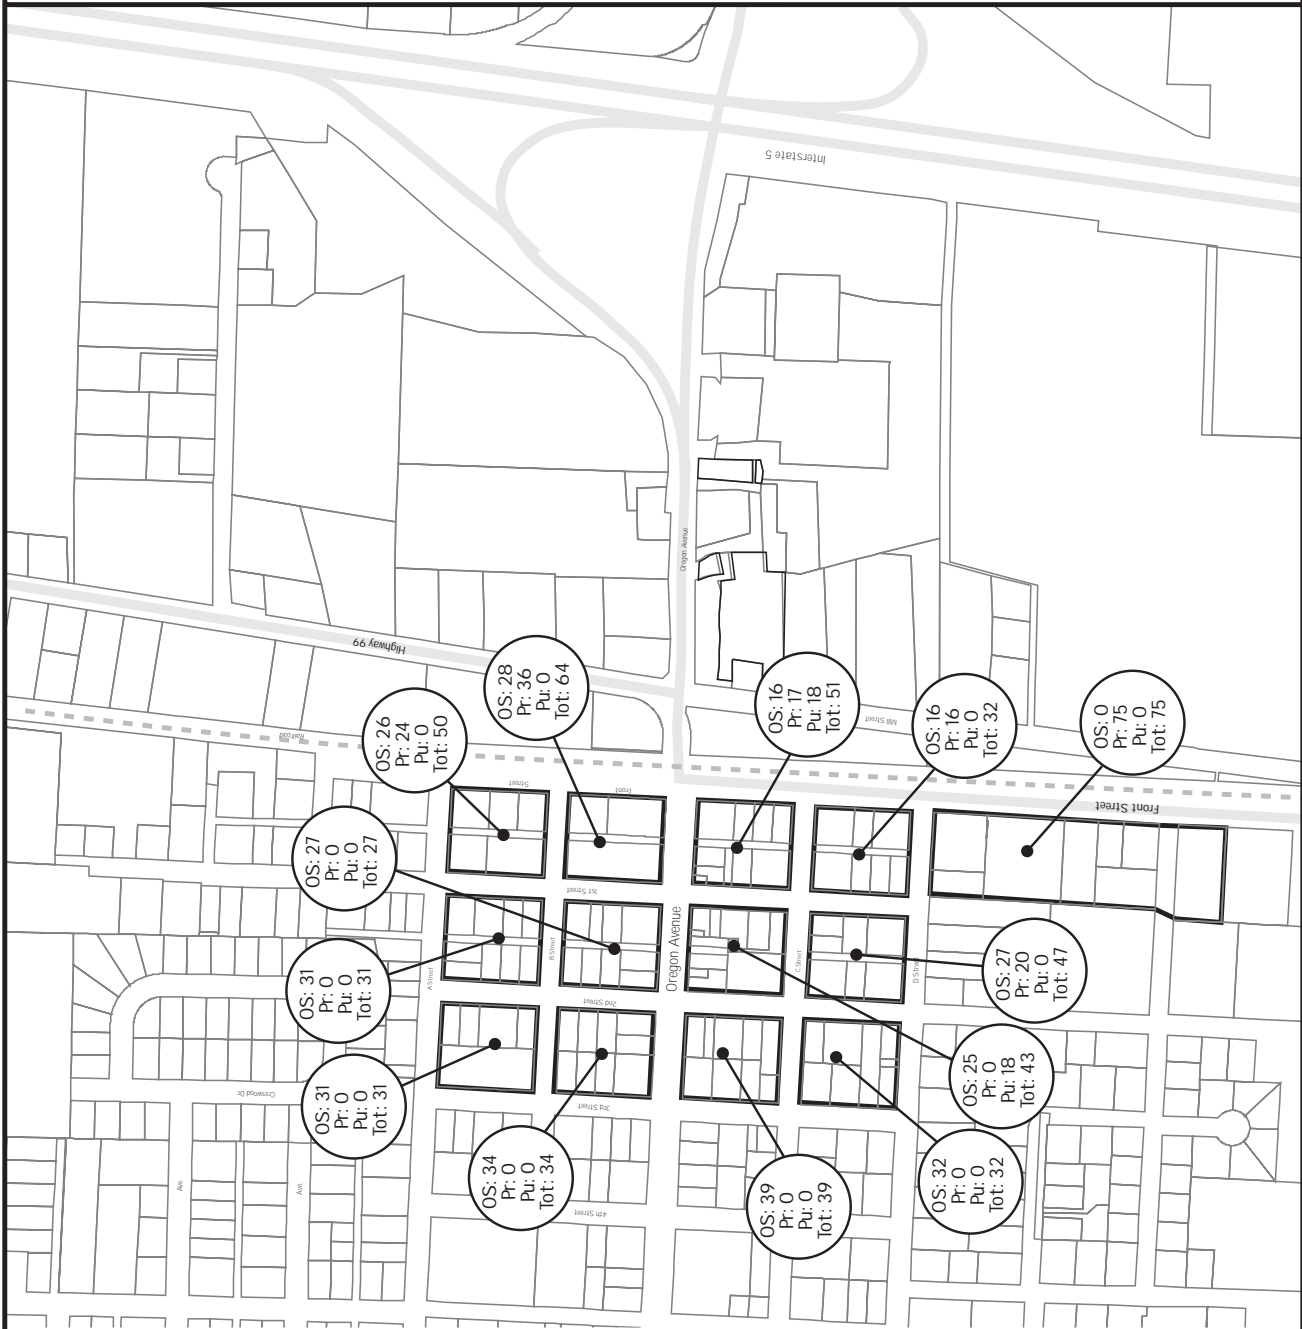 Interstate 5
Oregon Avenue
Highway 99
Railroad
Mill Street
Front Street
Street
Front
1st Street
2nd Street
3rd Street
4th Street
A Street
B Street
Oregon Avenue
C Street
D Street
Creswood Dr
Ave.
Ave.
OS: 26
Pr: 24
Pu: 0
Tot: 50
OS: 28
Pr: 36
Pu: 0
Tot: 64
OS: 16
Pr: 17
Pu: 18
Tot: 51
OS: 16
Pr: 16
Pu: 0
Tot: 32
OS: 0
Pr: 75
Pu: 0
Tot: 75
OS: 27
Pr: 0
Pu: 0
Tot: 27
OS: 31
Pr: 0
Pu: 0
Tot: 31
OS: 31
Pr: 0
Pu: 0
Tot: 31
OS: 34
Pr: 0
Pu: 0
Tot: 34
OS: 39
Pr: 0
Pu: 0
Tot: 39
OS: 32
Pr: 0
Pu: 0
Tot: 32
OS: 25
Pr: 0
Pu: 18
Tot: 43
OS: 27
Pr: 20
Pu: 0
Tot: 47